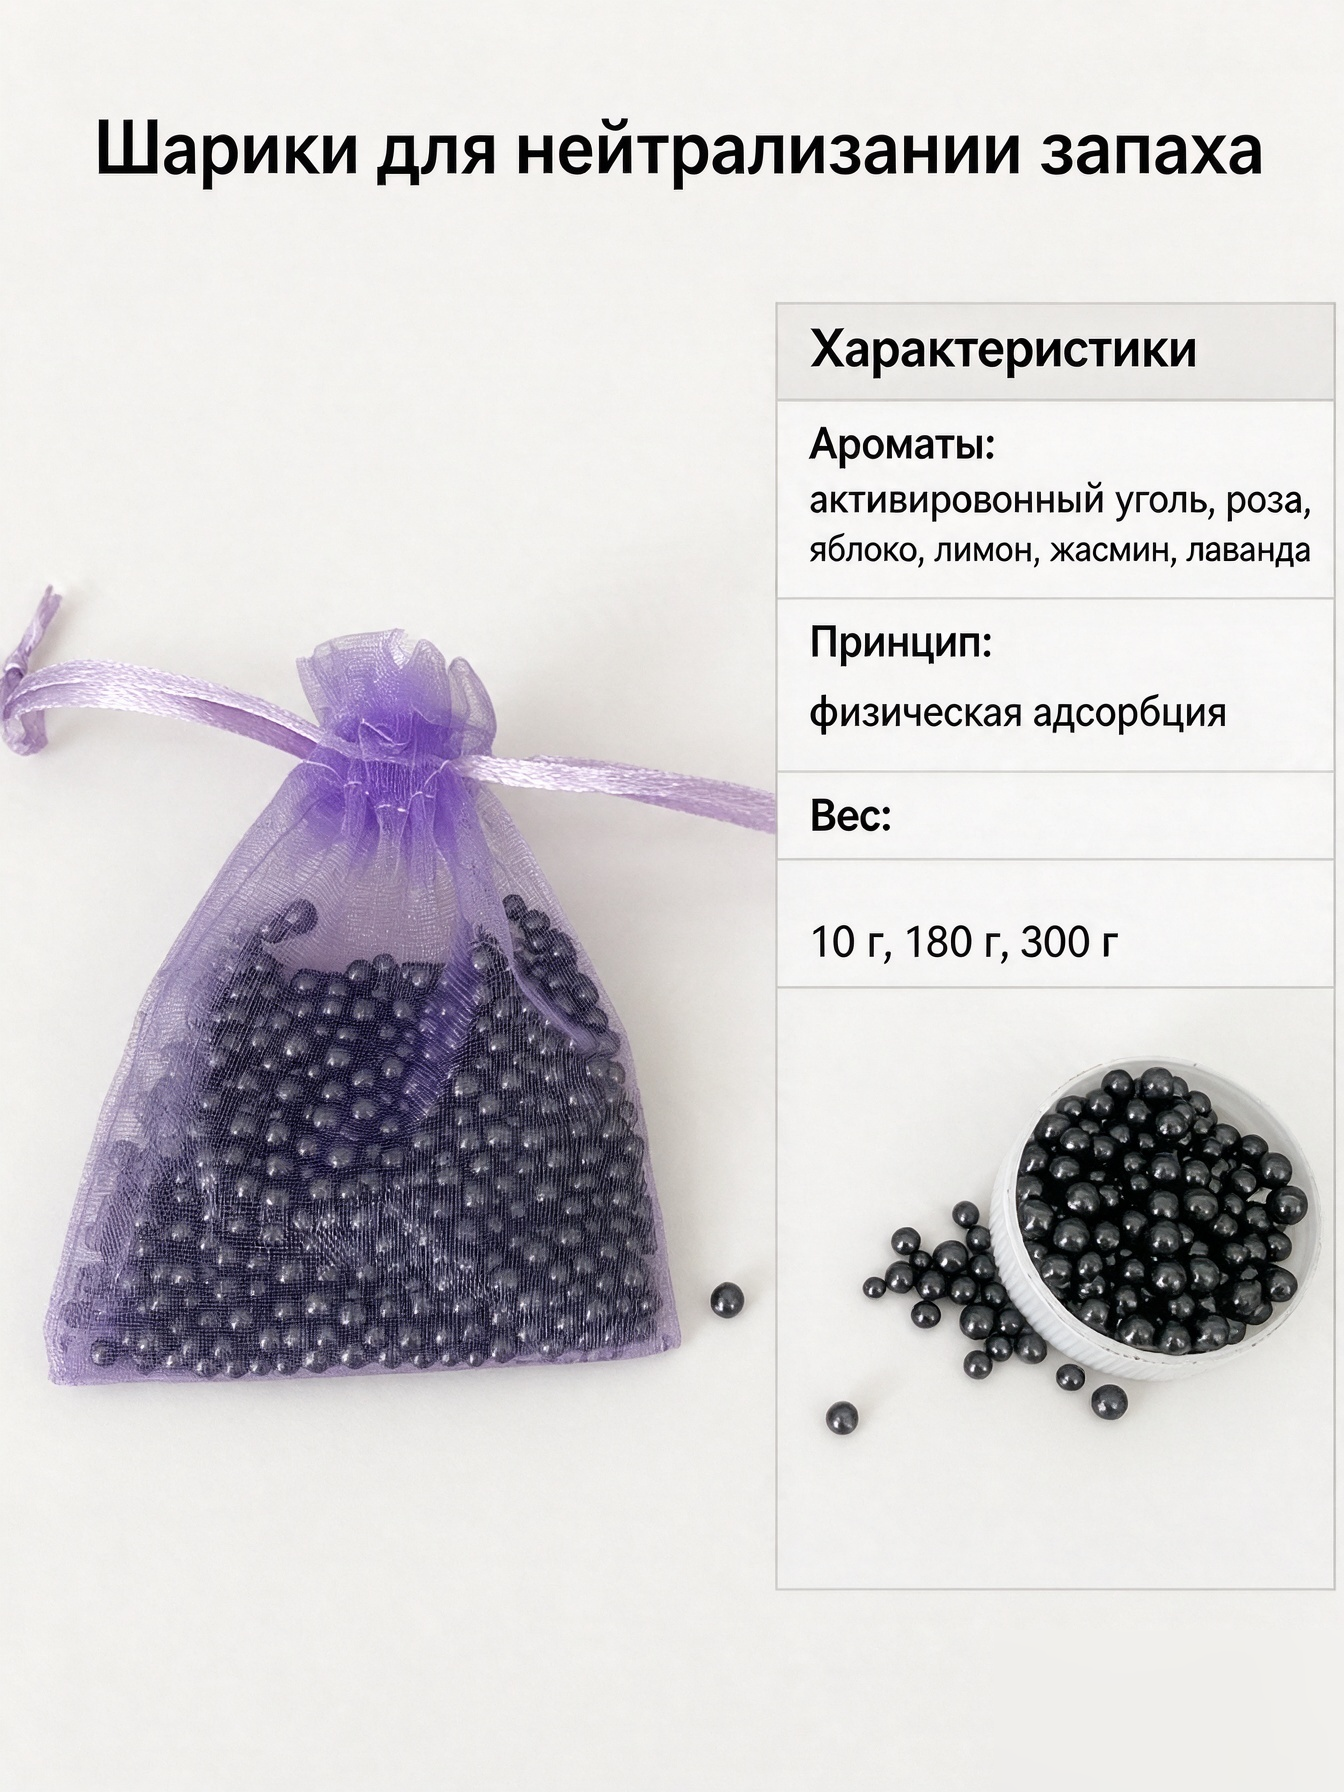 Шарики для нейтрализании запаха
Характеристики
Ароматы:
активировонный уголь, роза,
яблоко, лимон, жасмин, лаванда
Принцип:
физическая адсорбция
Вес:
10 г, 180 г, 300 г